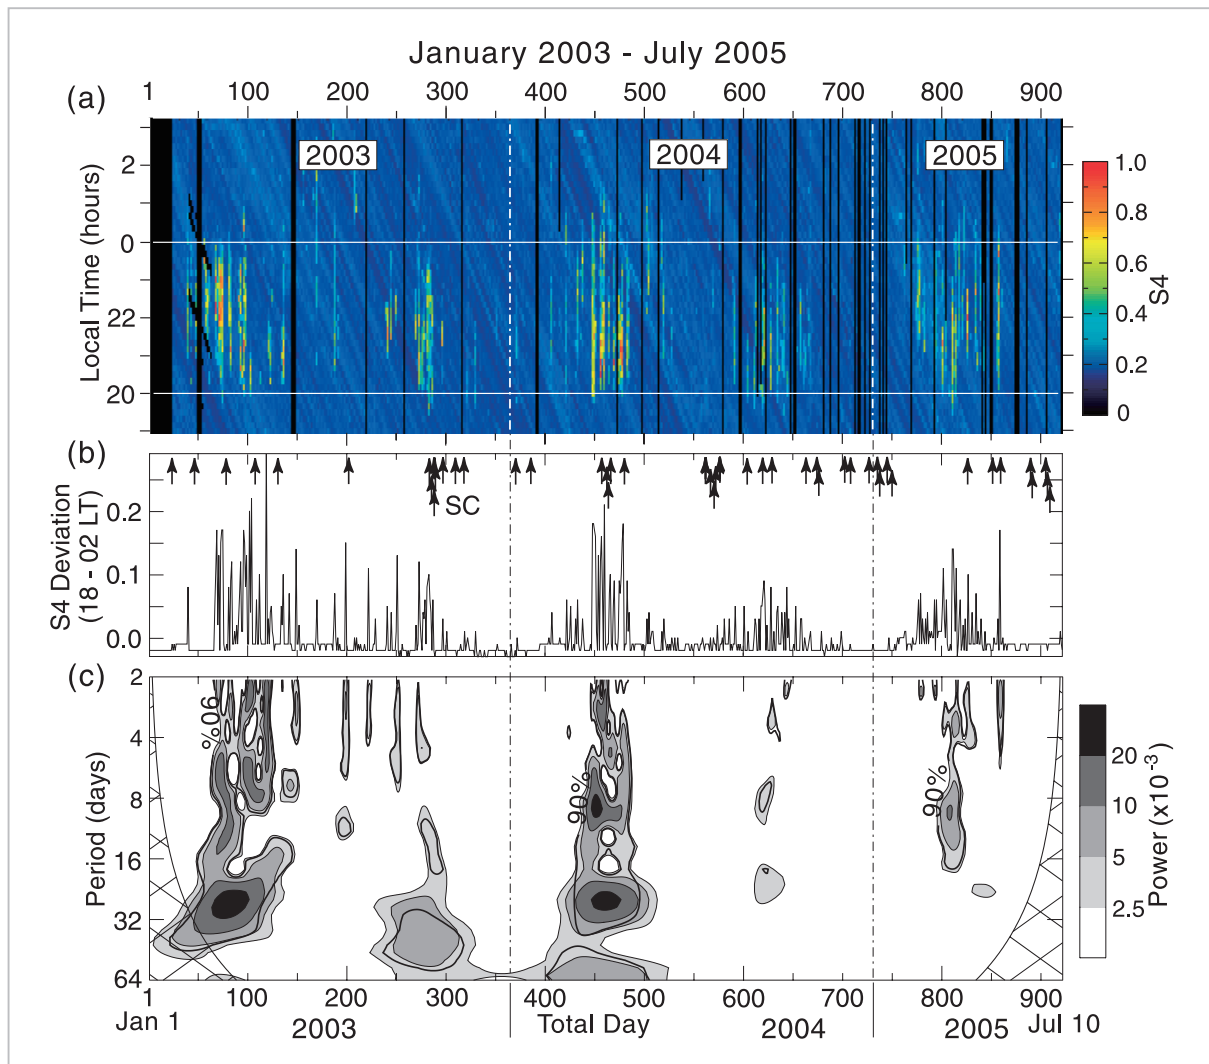 January 2003 - July 2005
(a)
1 100 200 300 400 500 600 700 800 900
2003 2004 2005
Local Time (hours)
2
0
22
20
1.0
0.8
0.6
0.4
0.2
0
S4
(b)
S4 Deviation
(18 - 02 LT)
0.2
0.1
0.0
SC
(c)
Period (days)
2
4
8
16
32
64
90%
90%
90%
20
10
5
2.5
Power (x10-3)
1 100 200 300 400 500 600 700 800 900
Jan 1 2003 Total Day 2004 2005 Jul 10